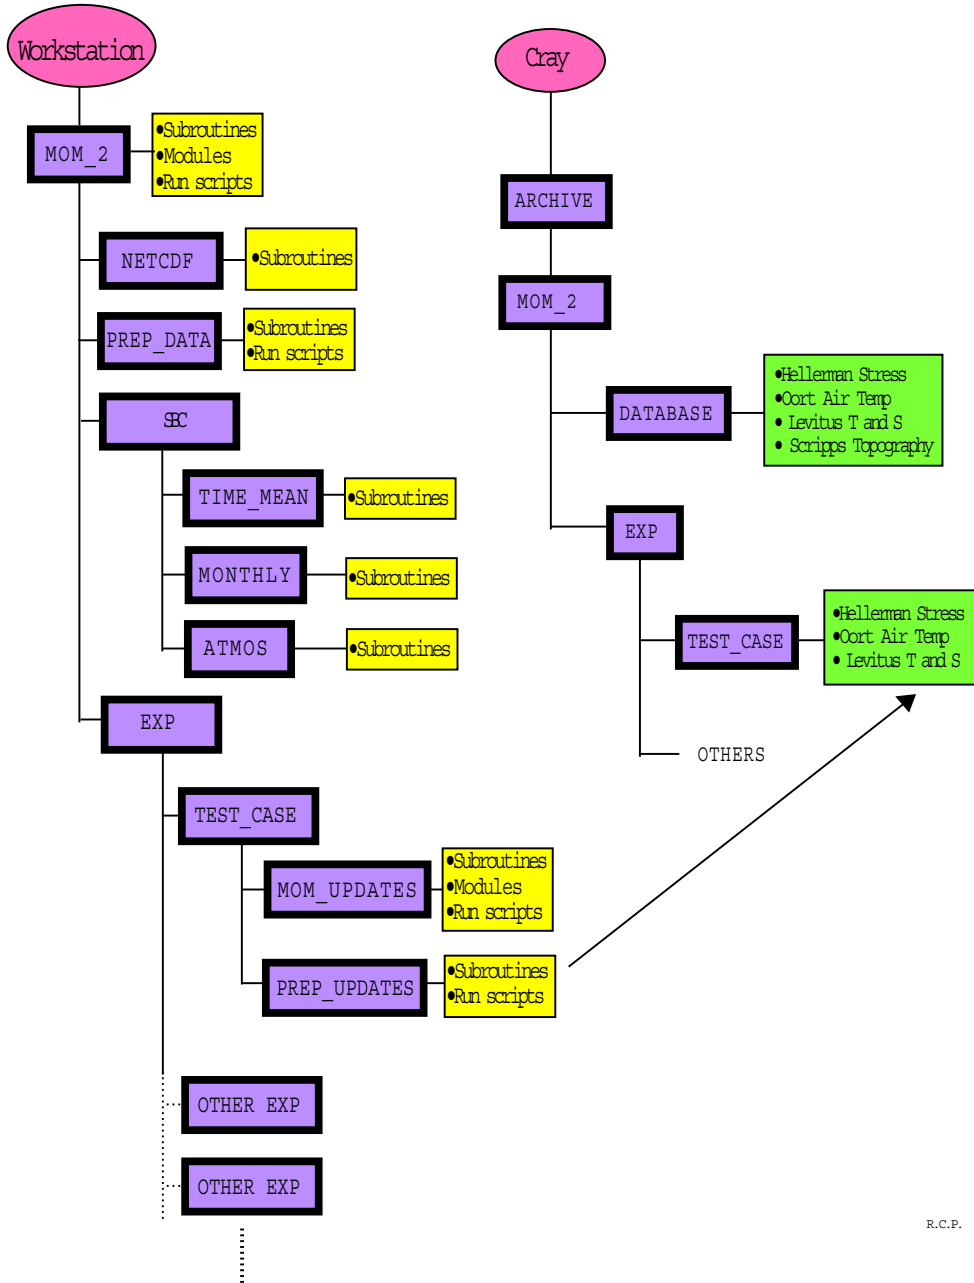 Workstation
MOM_2
•Subroutines
•Modules
•Run scripts
NETCDF
•Subroutines
PREP_DATA
•Subroutines
•Run scripts
SBC
TIME_MEAN
•Subroutines
MONTHLY
•Subroutines
ATMOS
•Subroutines
EXP
TEST_CASE
MOM_UPDATES
•Subroutines
•Modules
•Run scripts
PREP_UPDATES
•Subroutines
•Run scripts
OTHER EXP
OTHER EXP
Cray
ARCHIVE
MOM_2
DATABASE
•Hellerman Stress
•Oort Air Temp
• Levitus T and S
• Scripps Topography
EXP
TEST_CASE
•Hellerman Stress
•Oort Air Temp
• Levitus T and S
OTHERS
R.C.P.